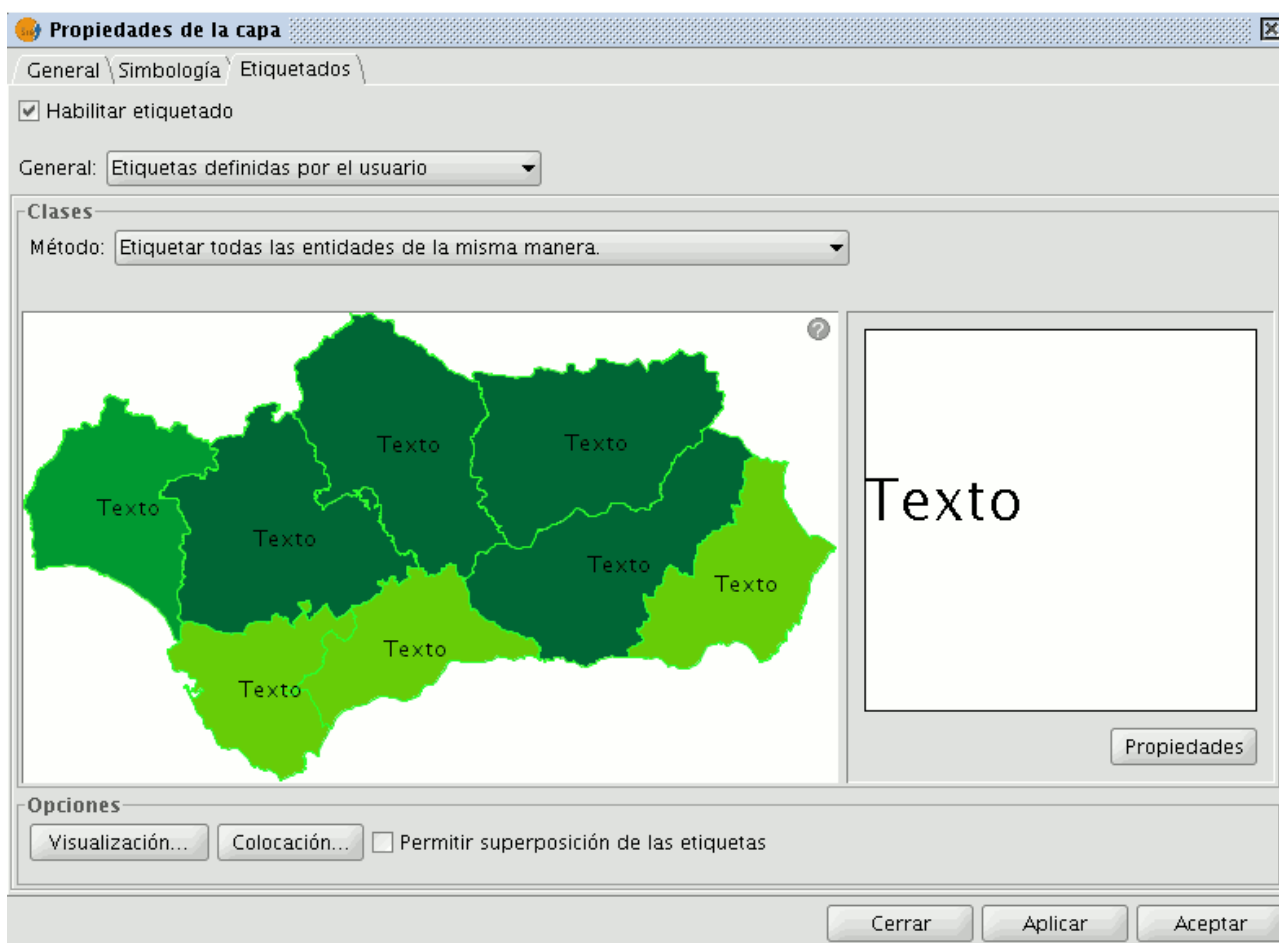 Propiedades de la capa
General Simbología Etiquetados
Habilitar etiquetado
General: Etiquetas definidas por el usuario
Clases
Método: Etiquetar todas las entidades de la misma manera.
?
Texto Texto
Texto
Texto
Texto
Texto
Texto
Texto
Texto
Propiedades
Opciones
Visualización... Colocación... Permitir superposición de las etiquetas
Cerrar Aplicar Aceptar